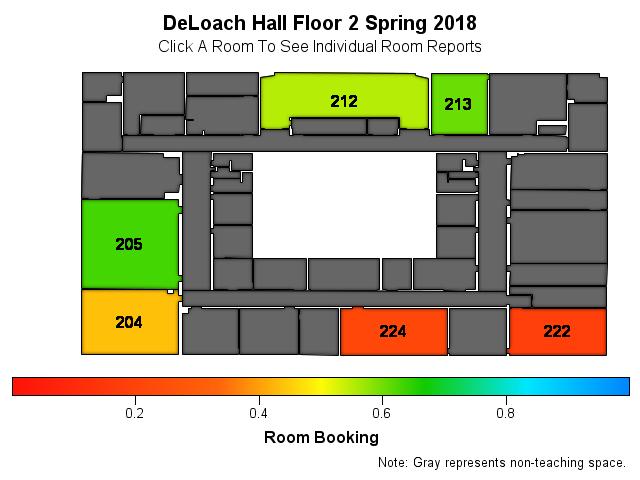 DeLoach Hall Floor 2 Spring 2018
Click A Room To See Individual Room Reports
212
213
205
204
224
222
0.2
0.4
0.6
0.8
Room Booking
Note: Gray represents non-teaching space.